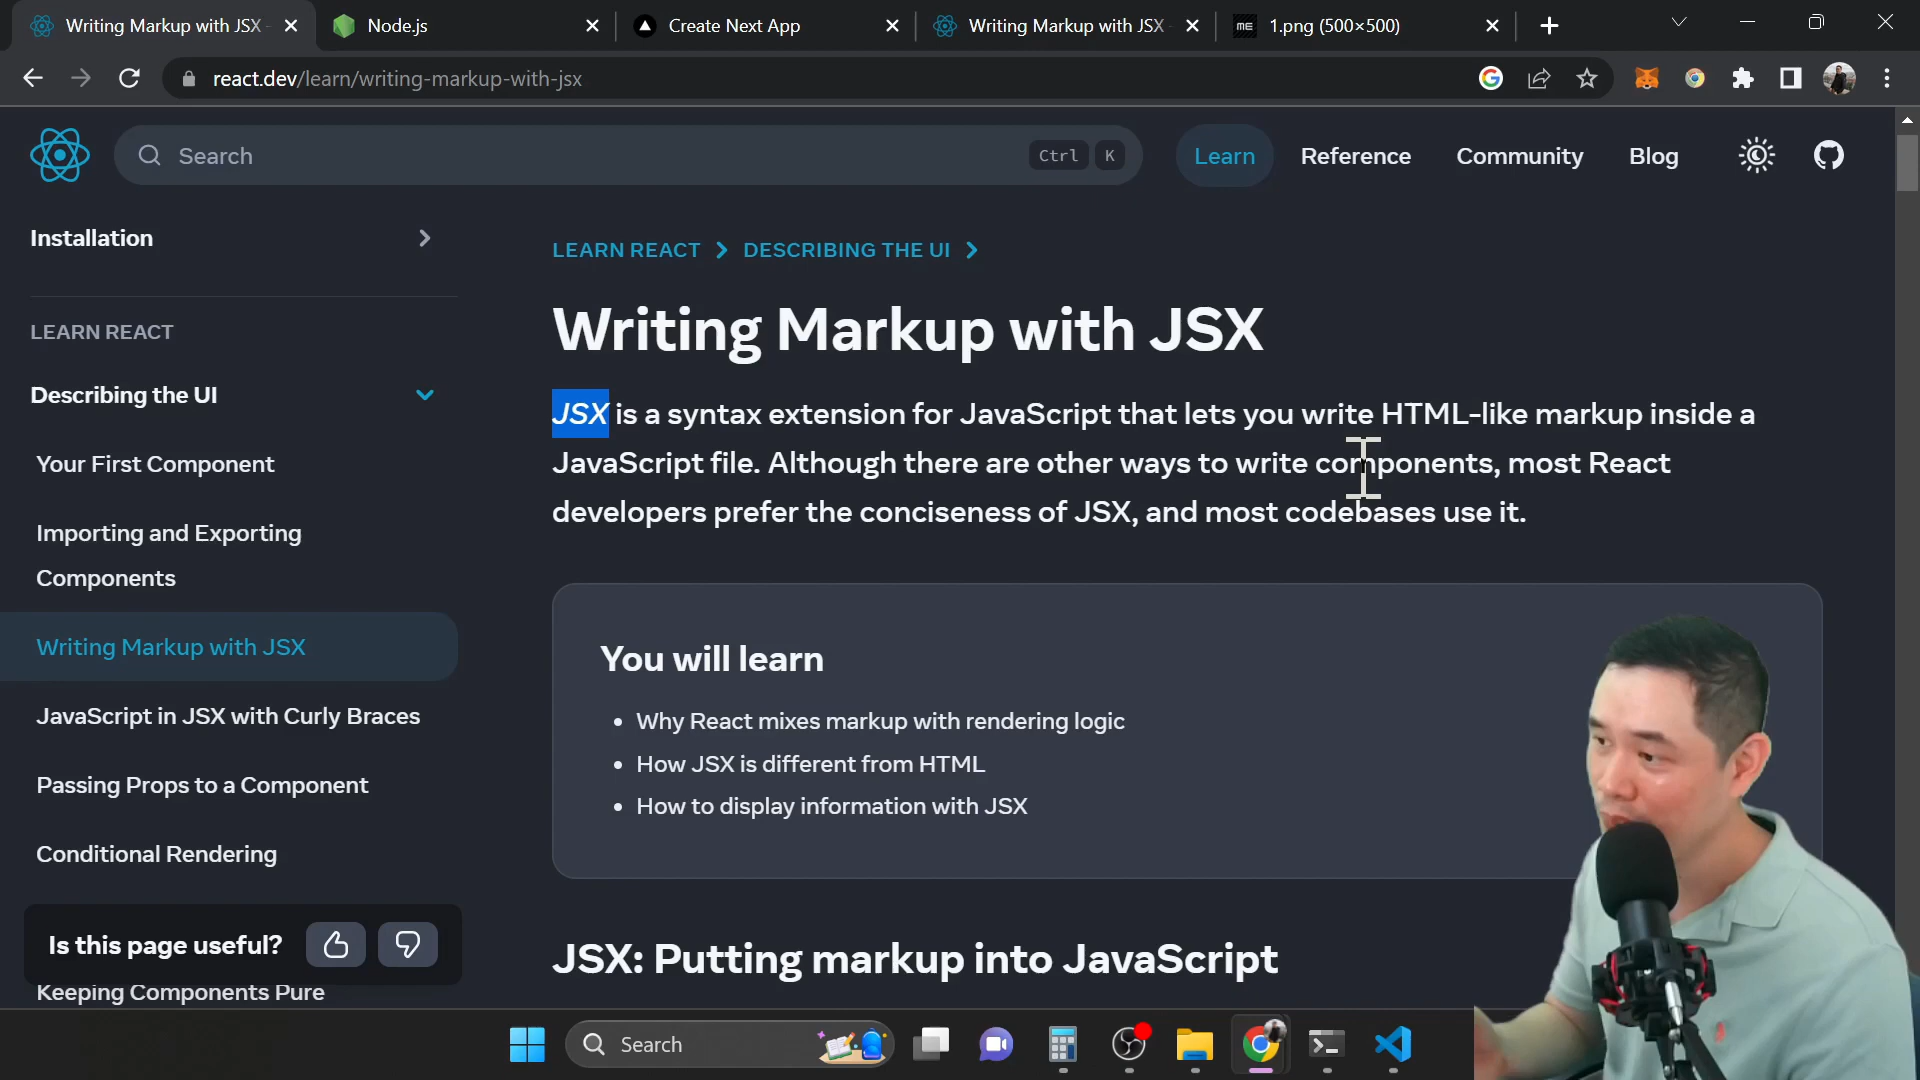 Writing Markup with JSX
Node.js
Create Next App
Writing Markup with JSX
ME
1.png (500×500)
react.dev/learn/writing-markup-with-jsx
Search
Ctrl K
Learn
Reference
Community
Blog
Installation
LEARN REACT
Describing the UI
Your First Component
Importing and Exporting
Components
Writing Markup with JSX
JavaScript in JSX with Curly Braces
Passing Props to a Component
Conditional Rendering
Is this page useful?
Keeping Components Pure
LEARN REACT
DESCRIBING THE UI
Writing Markup with JSX
JSX is a syntax extension for JavaScript that lets you write HTML-like markup inside a
JavaScript file. Although there are other ways to write components, most React
developers prefer the conciseness of JSX, and most codebases use it.
You will learn
• Why React mixes markup with rendering logic
• How JSX is different from HTML
• How to display information with JSX
JSX: Putting markup into JavaScript
Search